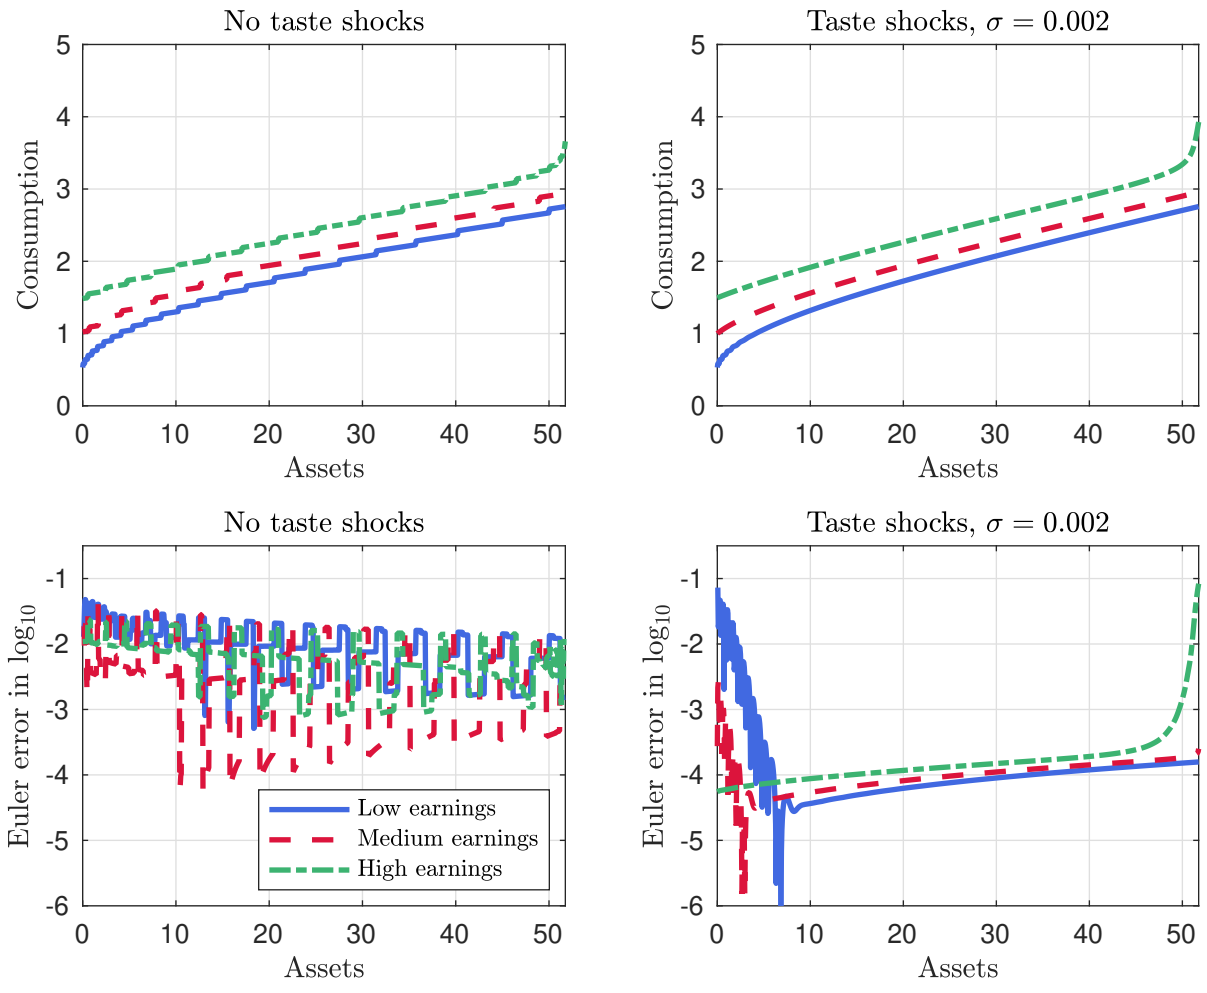 No taste shocks
5
4
3
2
1
0
Consumption
0 10 20 30 40 50
Assets
Taste shocks, σ = 0.002
5
4
3
2
1
0
Consumption
0 10 20 30 40 50
Assets
No taste shocks
-1
-2
-3
-4
-5
-6
Euler error in log₁₀
Low earnings
Medium earnings
High earnings
0 10 20 30 40 50
Assets
Taste shocks, σ = 0.002
-1
-2
-3
-4
-5
-6
Euler error in log₁₀
0 10 20 30 40 50
Assets